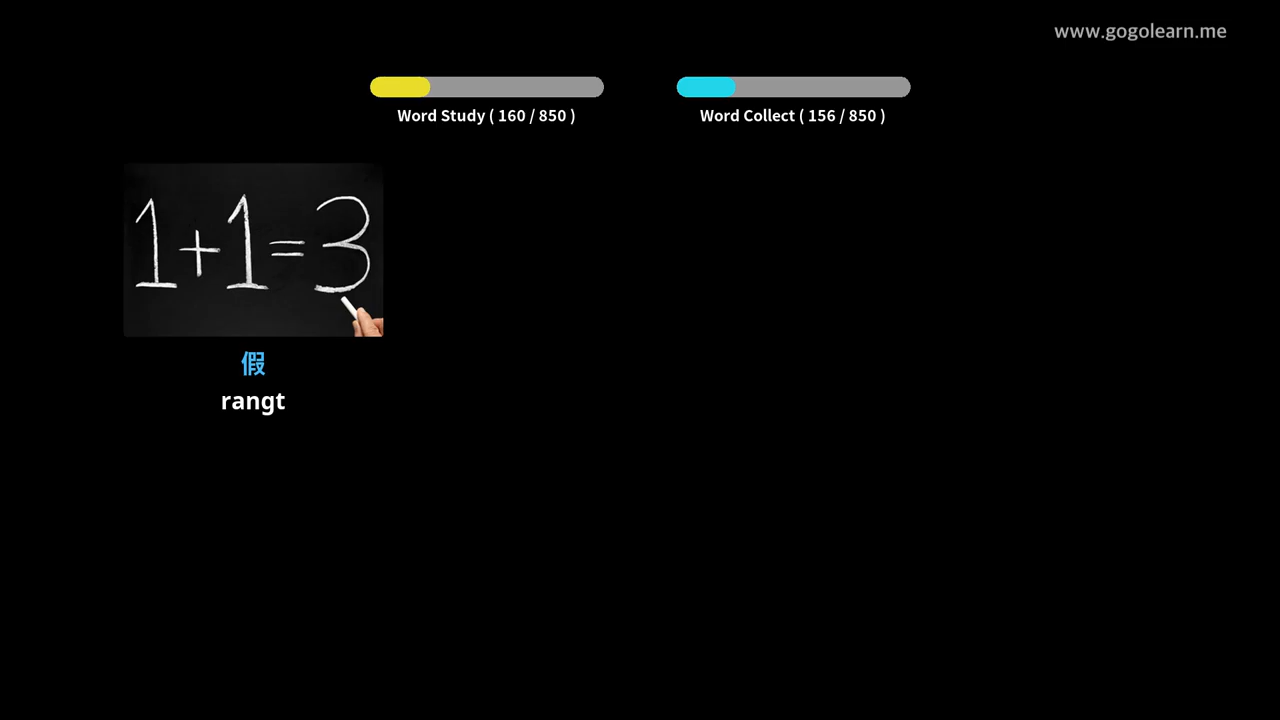 www.gogolearn.me
Word Study ( 160 / 850 )
Word Collect ( 156 / 850 )
1+1=3
假
rangt